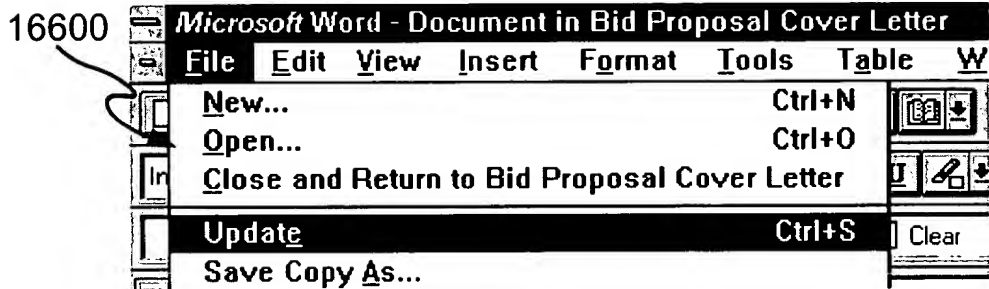 16600
Microsoft Word - Document in Bid Proposal Cover Letter
File Edit View Insert Format Tools Table W
New... Ctrl+N
Open... Ctrl+O
In Close and Return to Bid Proposal Cover Letter U
Update Ctrl+S Clear
Save Copy As...